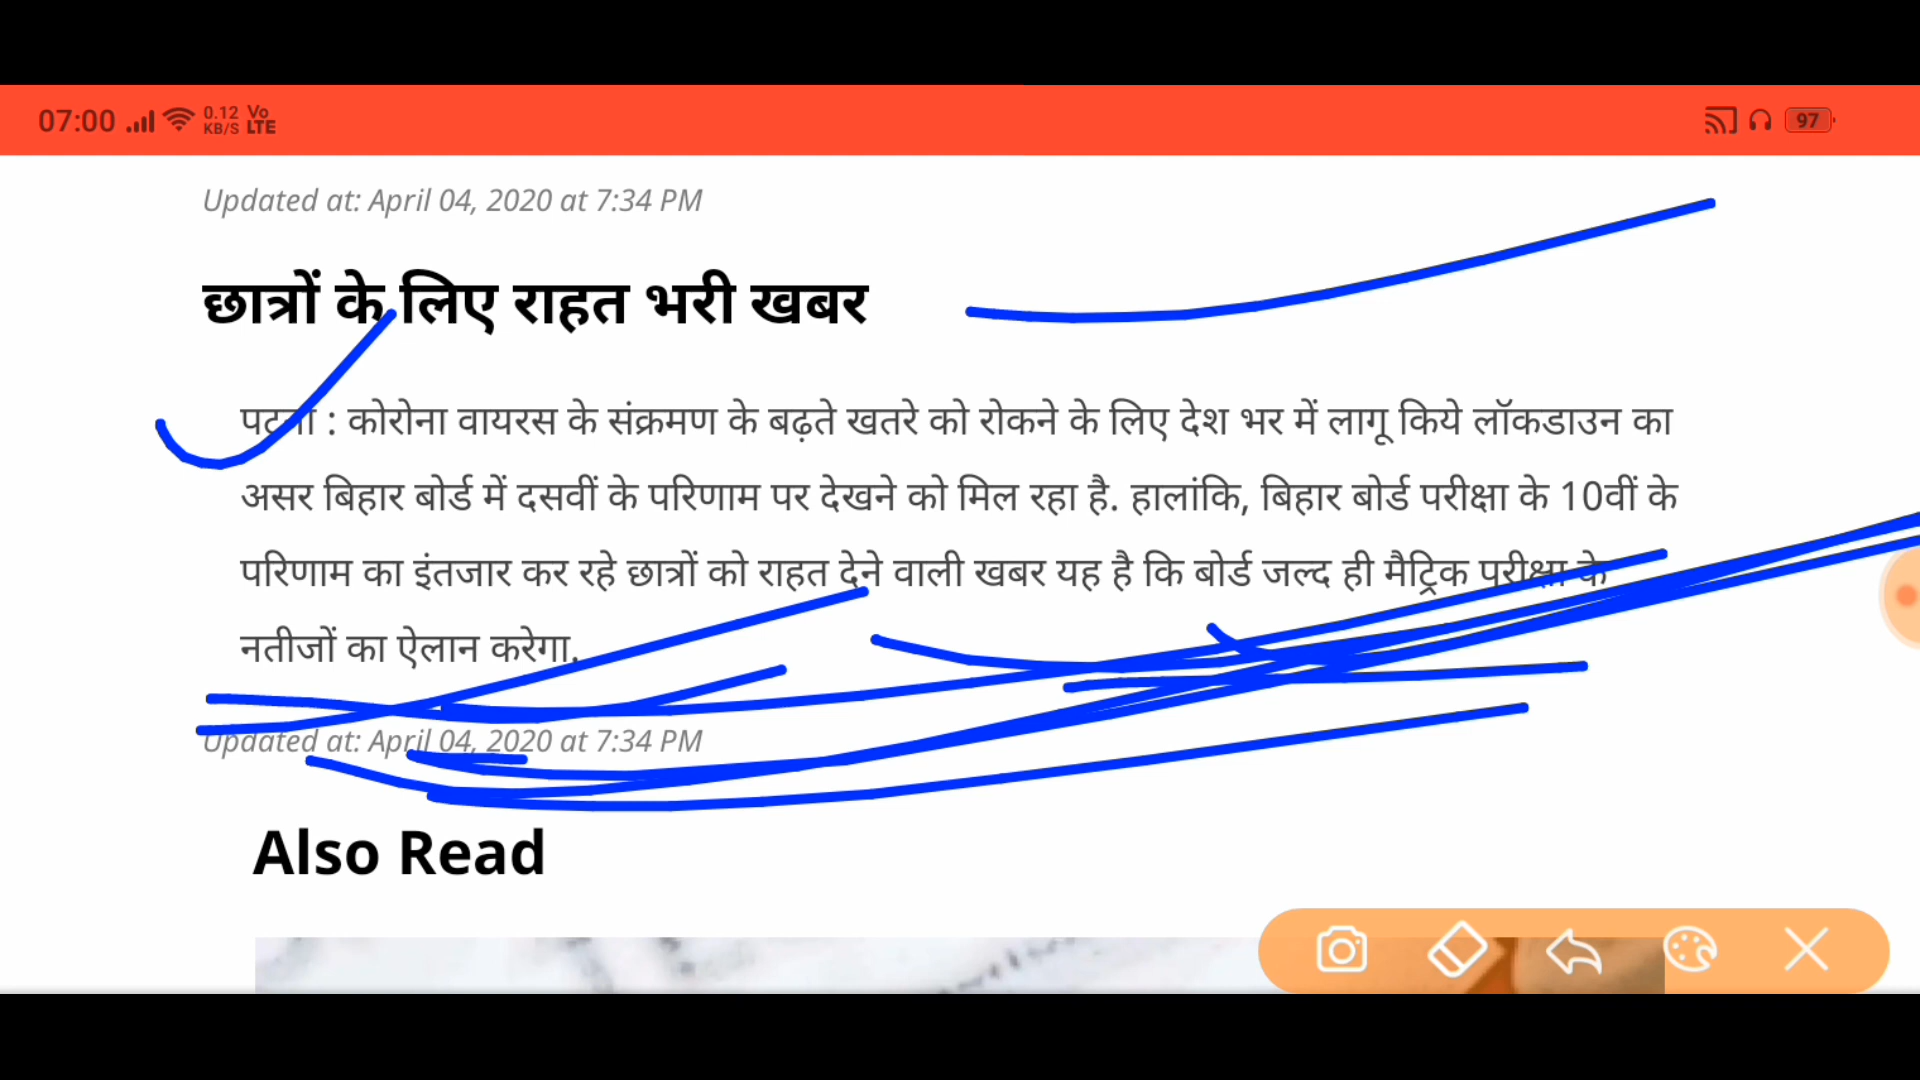 07:00 0.12 KB/S Vo LTE 97
Updated at: April 04, 2020 at 7:34 PM
छात्रों के लिए राहत भरी खबर
पटना : कोरोना वायरस के संक्रमण के बढ़ते खतरे को रोकने के लिए देश भर में लागू किये लॉकडाउन का
असर बिहार बोर्ड में दसवीं के परिणाम पर देखने को मिल रहा है. हालांकि, बिहार बोर्ड परीक्षा के 10वीं के
परिणाम का इंतजार कर रहे छात्रों को राहत देने वाली खबर यह है कि बोर्ड जल्द ही मैट्रिक परीक्षा के
नतीजों का ऐलान करेगा.
Updated at: April 04, 2020 at 7:34 PM
Also Read